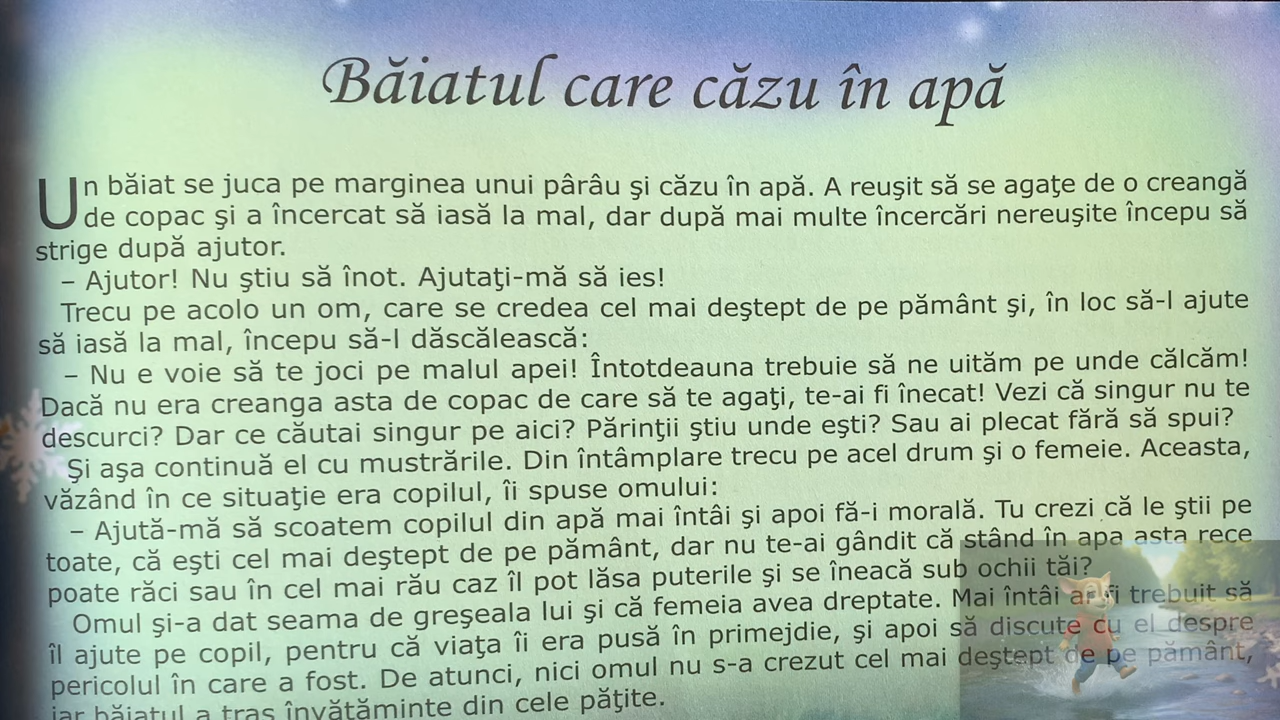 Băiatul care căzu în apă
Un băiat se juca pe marginea unui pârâu şi căzu în apă. A reuşit să se agaţe de o creangă
de copac şi a încercat să iasă la mal, dar după mai multe încercări nereuşite începu să
strige după ajutor.
– Ajutor! Nu ştiu să înot. Ajutaţi-mă să ies!
Trecu pe acolo un om, care se credea cel mai deştept de pe pământ şi, în loc să-l ajute
să iasă la mal, începu să-l dăscălească:
– Nu e voie să te joci pe malul apei! Întotdeauna trebuie să ne uităm pe unde călcăm!
Dacă nu era creanga asta de copac de care să te agaţi, te-ai fi înecat! Vezi că singur nu te
descurci? Dar ce căutai singur pe aici? Părinţii ştiu unde eşti? Sau ai plecat fără să spui?
Şi aşa continuă el cu mustrările. Din întâmplare trecu pe acel drum şi o femeie. Aceasta,
văzând în ce situaţie era copilul, îi spuse omului:
– Ajută-mă să scoatem copilul din apă mai întâi şi apoi fă-i morală. Tu crezi că le ştii pe
toate, că eşti cel mai deştept de pe pământ, dar nu te-ai gândit că stând în apa asta rece
poate răci sau în cel mai rău caz îl pot lăsa puterile şi se îneacă sub ochii tăi?
Omul şi-a dat seama de greşeala lui şi că femeia avea dreptate. Mai întâi ar fi trebuit să
îl ajute pe copil, pentru că viaţa îi era pusă în primejdie, şi apoi să discute cu el despre
pericolul în care a fost. De atunci, nici omul nu s-a crezut cel mai deştept de pe pământ,
iar băiatul a tras învăţăminte din cele păţite.